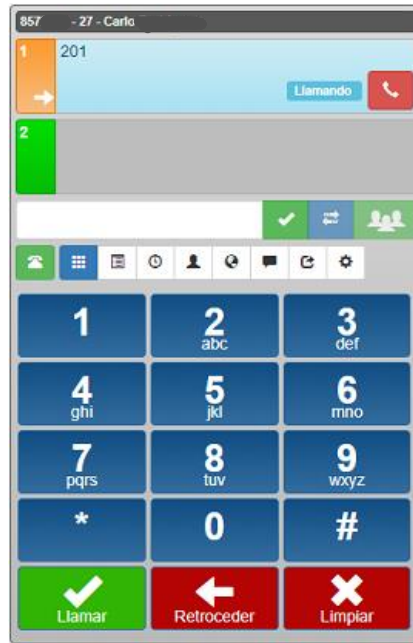 857 - 27 - Carlo
1
201
Llamando
2
1
2
abc
3
def
4
ghi
5
jkl
6
mno
7
pqrs
8
tuv
9
wxyz
*
0
#
Llamar
Retroceder
Limpiar